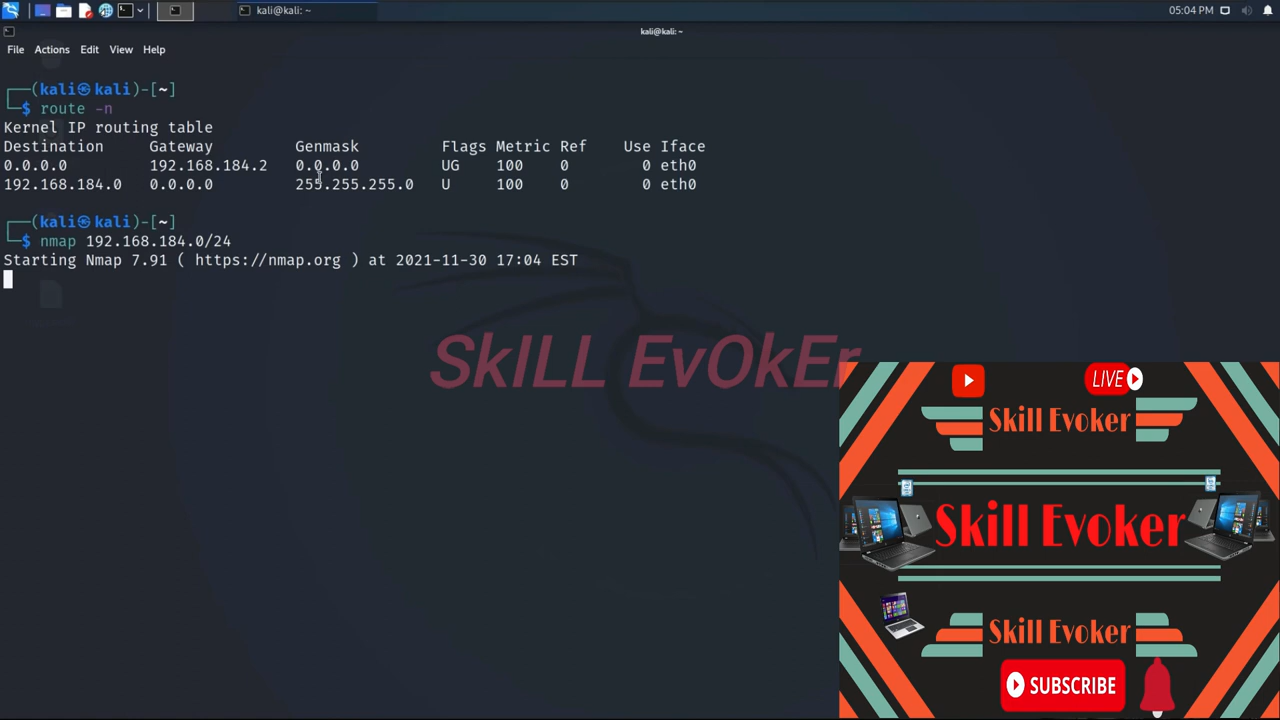 kali@kali: ~
05:04 PM
kali@kali: ~
File Actions Edit View Help
┌──(kali㉿kali)-[~]
└─$ route -n
Kernel IP routing table
Destination Gateway Genmask Flags Metric Ref Use Iface
0.0.0.0 192.168.184.2 0.0.0.0 UG 100 0 0 eth0
192.168.184.0 0.0.0.0 255.255.255.0 U 100 0 0 eth0
┌──(kali㉿kali)-[~]
└─$ nmap 192.168.184.0/24
Starting Nmap 7.91 ( https://nmap.org ) at 2021-11-30 17:04 EST
SkILL EvOkEr
LIVE
Skill Evoker
Skill Evoker
Skill Evoker
SUBSCRIBE